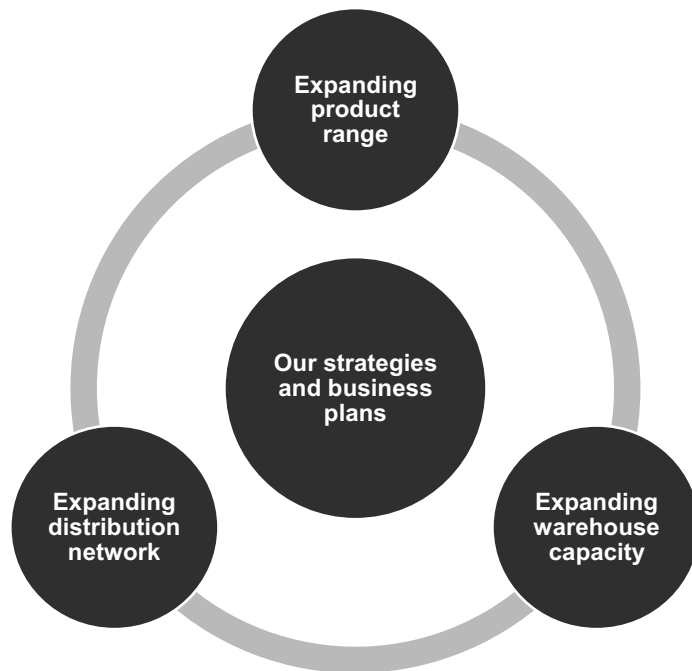 Expanding
product
range
Our strategies
and business
plans
Expanding
distribution
network
Expanding
warehouse
capacity